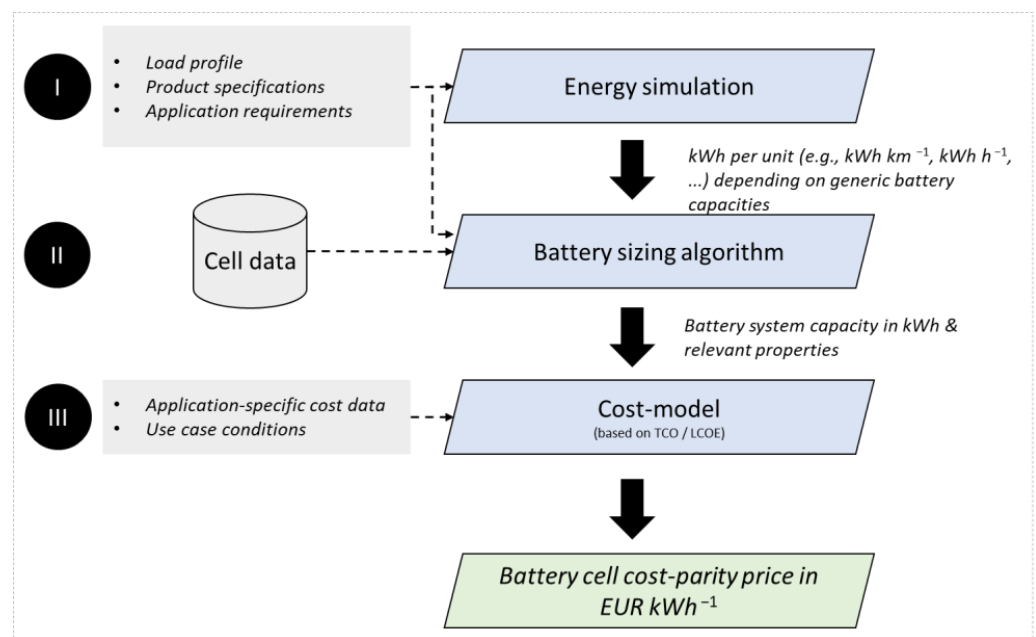 I
• Load profile
• Product specifications
• Application requirements
Energy simulation
kWh per unit (e.g., kWh km⁻¹, kWh h⁻¹,
...) depending on generic battery
capacities
II
Cell data
Battery sizing algorithm
Battery system capacity in kWh &
relevant properties
III
• Application-specific cost data
• Use case conditions
Cost-model
(based on TCO / LCOE)
Battery cell cost-parity price in
EUR kWh⁻¹